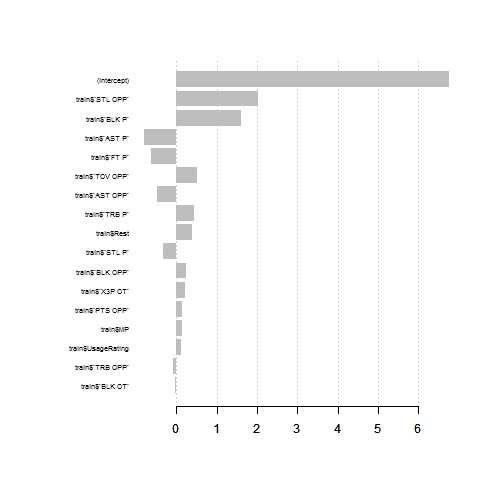 (Intercept)
train$`STL OPP`
train$`BLK P`
train$`AST P`
train$`FT P`
train$`TOV OPP`
train$`AST OPP`
train$`TRB P`
train$Rest
train$`STL P`
train$`BLK OPP`
train$`X3P OT`
train$`PTS OPP`
train$MP
train$UsageRating
train$`TRB OPP`
train$`BLK OT`
0 1 2 3 4 5 6